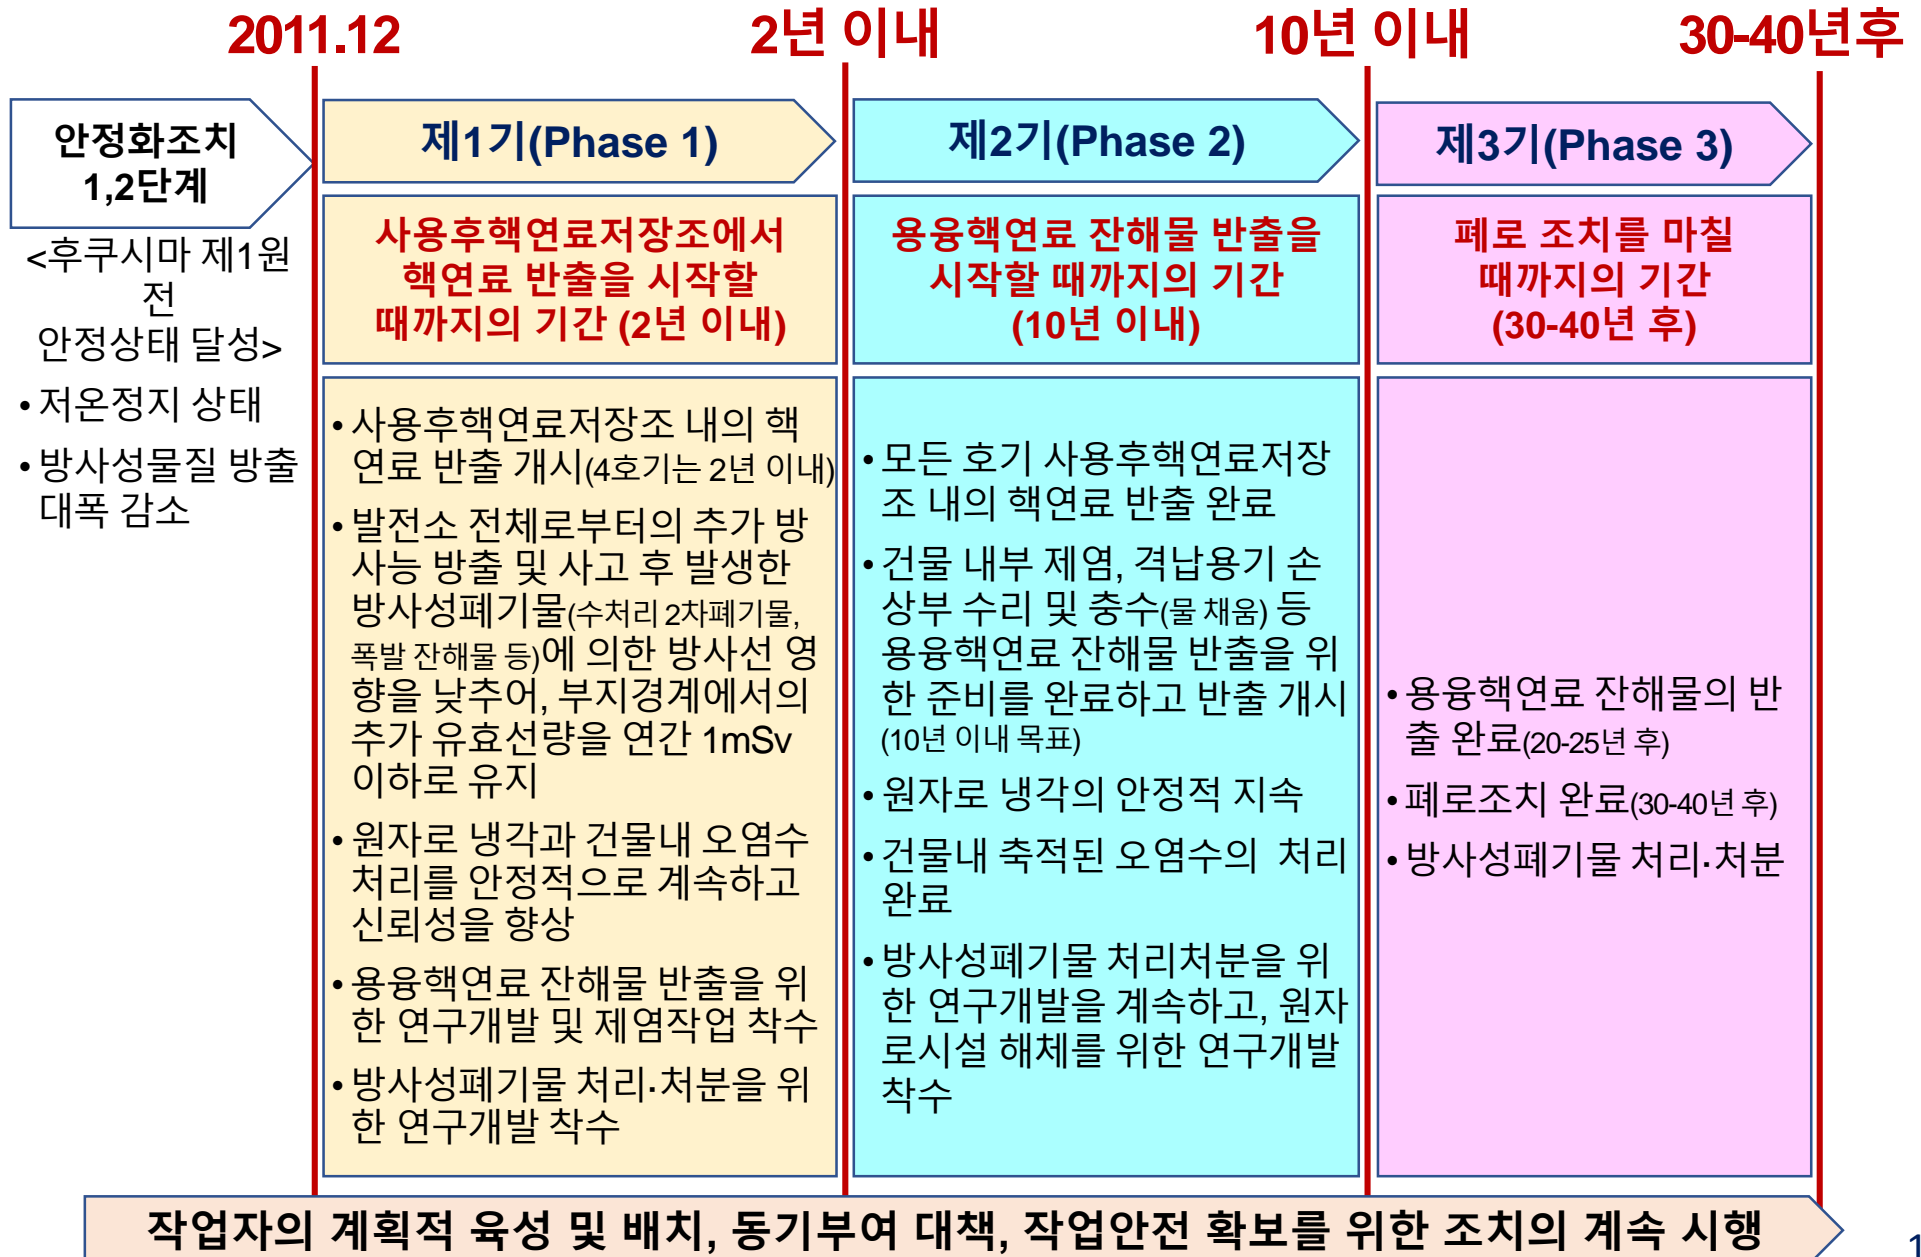 2011.12
2년 이내
10년 이내
30-40년후
안정화조치
1,2단계
<후쿠시마 제1원
전
안정상태 달성>
• 저온정지 상태
• 방사성물질 방출
대폭 감소
제1기(Phase 1)
사용후핵연료저장조에서
핵연료 반출을 시작할
때까지의 기간 (2년 이내)
• 사용후핵연료저장조 내의 핵
연료 반출 개시(4호기는 2년 이내)
• 발전소 전체로부터의 추가 방
사능 방출 및 사고 후 발생한
방사성폐기물(수처리 2차폐기물,
폭발 잔해물 등)에 의한 방사선 영
향을 낮추어, 부지경계에서의
추가 유효선량을 연간 1mSv
이하로 유지
• 원자로 냉각과 건물내 오염수
처리를 안정적으로 계속하고
신뢰성을 향상
• 용융핵연료 잔해물 반출을 위
한 연구개발 및 제염작업 착수
• 방사성폐기물 처리·처분을 위
한 연구개발 착수
제2기(Phase 2)
용융핵연료 잔해물 반출을
시작할 때까지의 기간
(10년 이내)
• 모든 호기 사용후핵연료저장
조 내의 핵연료 반출 완료
• 건물 내부 제염, 격납용기 손
상부 수리 및 충수(물 채움) 등
용융핵연료 잔해물 반출을 위
한 준비를 완료하고 반출 개시
(10년 이내 목표)
• 원자로 냉각의 안정적 지속
• 건물내 축적된 오염수의 처리
완료
• 방사성폐기물 처리처분을 위
한 연구개발을 계속하고, 원자
로시설 해체를 위한 연구개발
착수
제3기(Phase 3)
폐로 조치를 마칠
때까지의 기간
(30-40년 후)
• 용융핵연료 잔해물의 반
출 완료(20-25년 후)
• 폐로조치 완료(30-40년 후)
• 방사성폐기물 처리·처분
작업자의 계획적 육성 및 배치, 동기부여 대책, 작업안전 확보를 위한 조치의 계속 시행
1